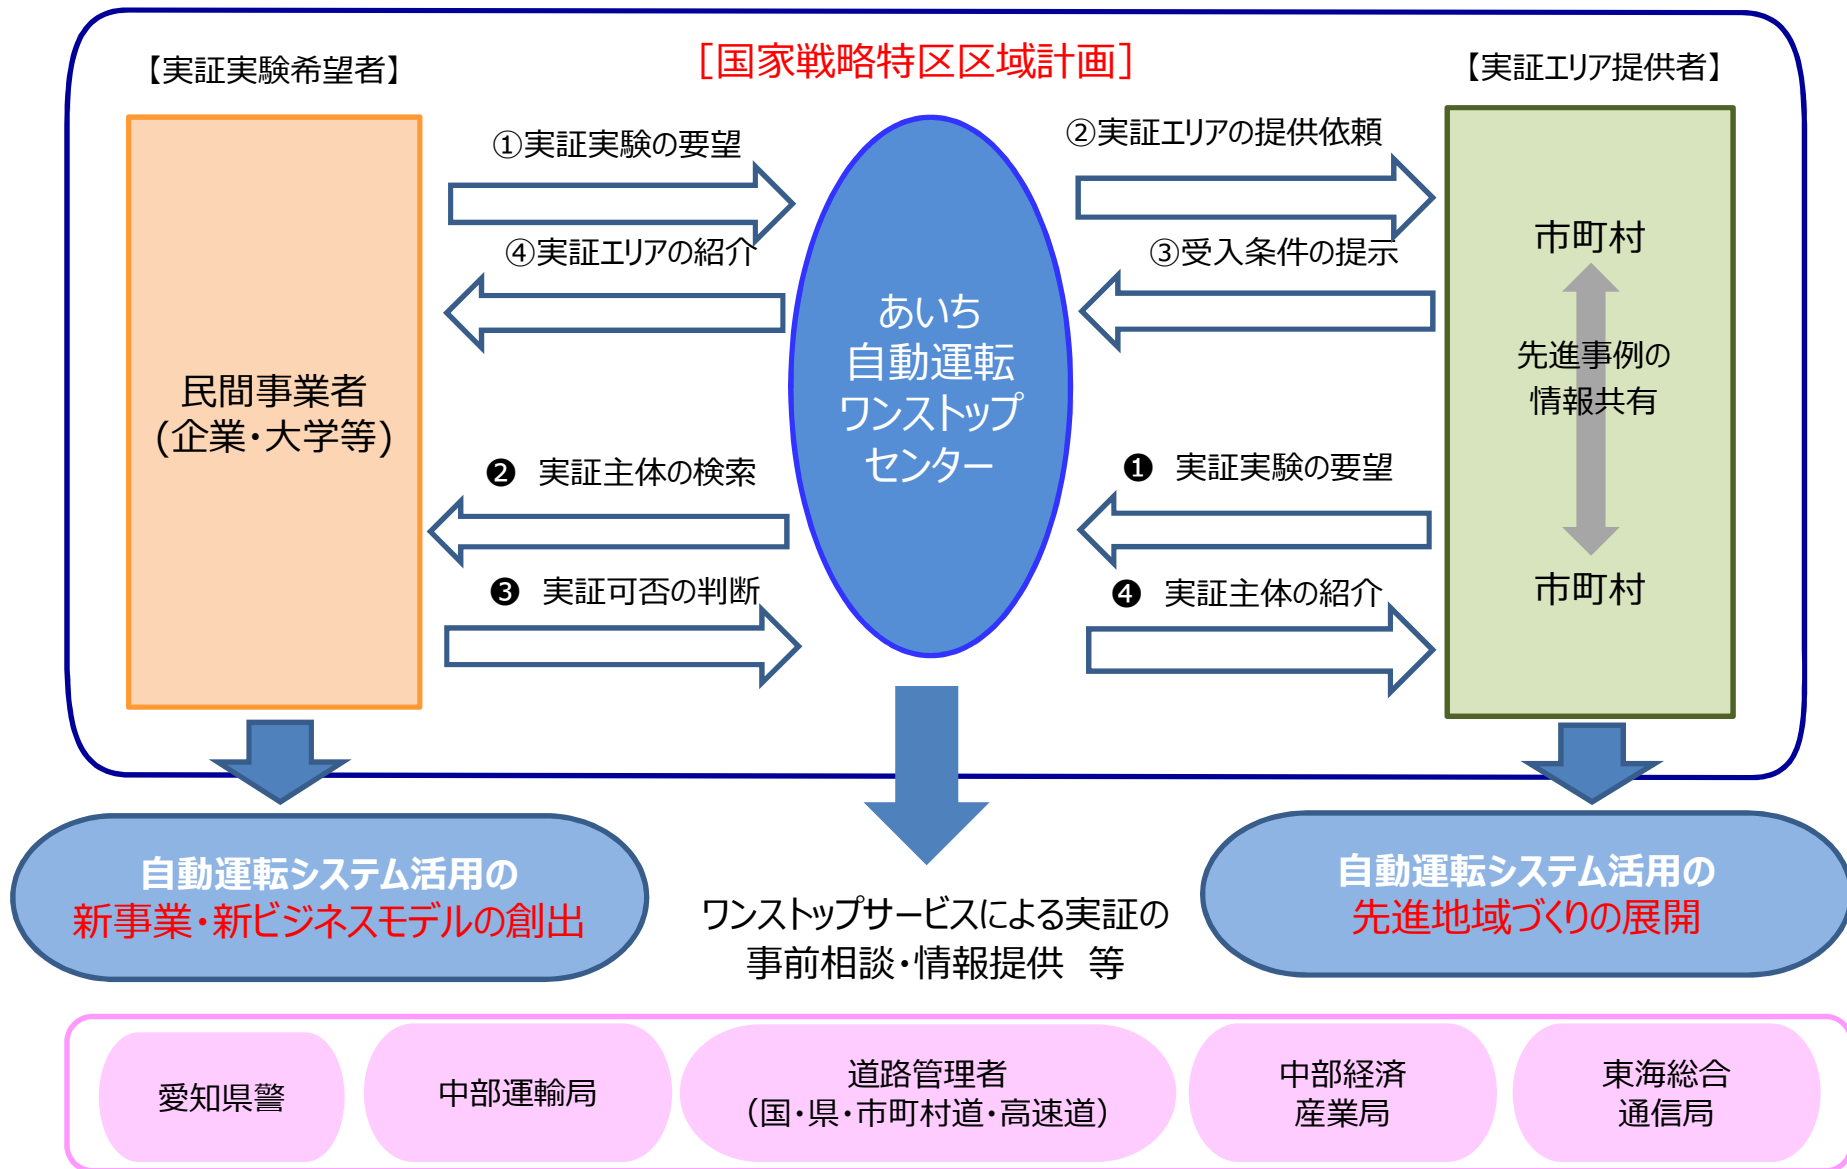 ［国家戦略特区区域計画］
【実証実験希望者】
【実証エリア提供者】
①実証実験の要望
②実証エリアの提供依頼
④実証エリアの紹介
③受入条件の提示
民間事業者
(企業・大学等)
あいち
自動運転
ワンストップ
センター
市町村
先進事例の
情報共有
市町村
❷　実証主体の検索
❶　実証実験の要望
❸　実証可否の判断
❹　実証主体の紹介
自動運転システム活用の
新事業・新ビジネスモデルの創出
ワンストップサービスによる実証の
事前相談・情報提供　等
自動運転システム活用の
先進地域づくりの展開
愛知県警
中部運輸局
道路管理者
（国・県・市町村道・高速道）
中部経済
産業局
東海総合
通信局